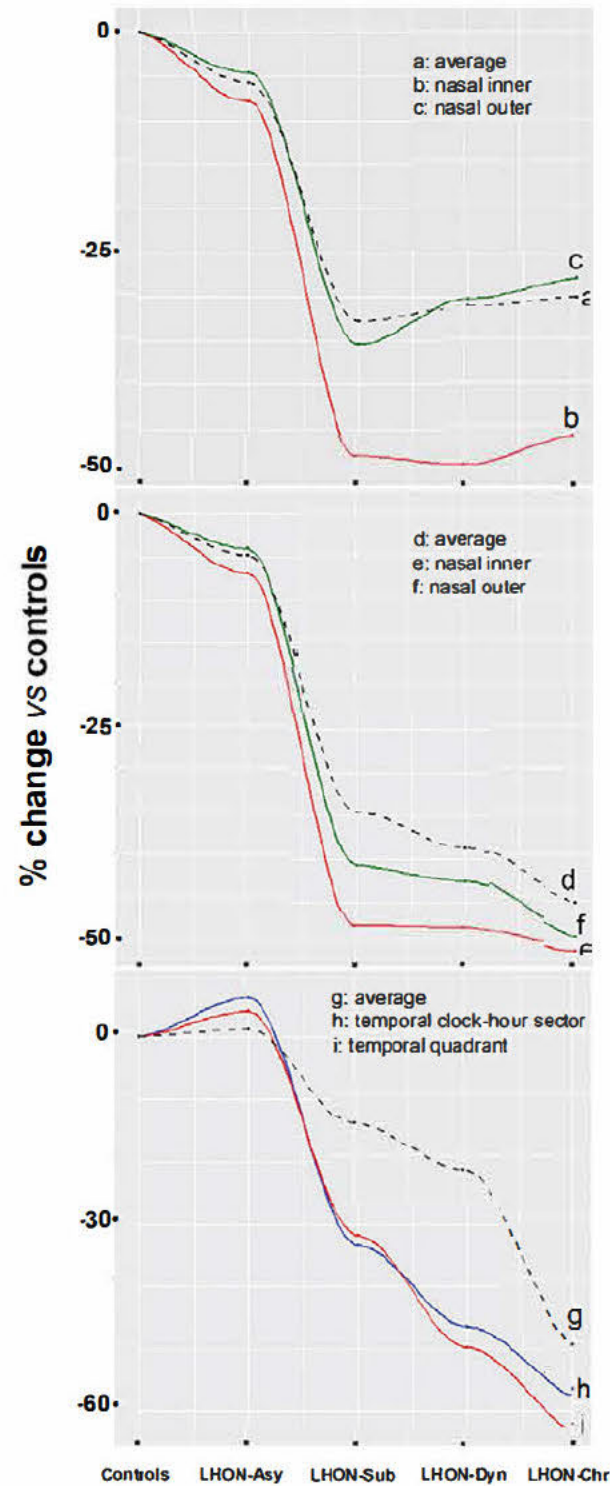 0
a: average
b: nasal inner
c: nasal outer
-25
c
b
-50
0
d: average
e: nasal inner
f: nasal outer
-25
d
f
-50
% change vs controls
g: average
h: temporal clock-hour sector
i: temporal quadrant
0
-30
g
h
-60
Controls LHON-Asy LHON-Sub LHON-Dyn LHON-Chr